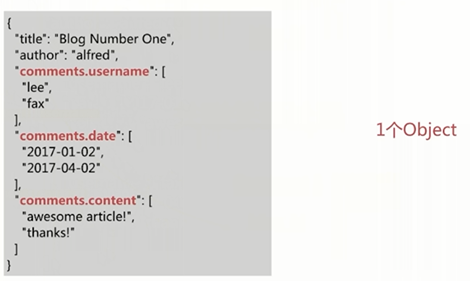 {
"title": "Blog Number One",
"author": "alfred",
"comments.username": [
"lee",
"fax"
],
"comments.date": [
"2017-01-02",
"2017-04-02"
],
"comments.content": [
"awesome article!",
"thanks!"
]
}
1个Object